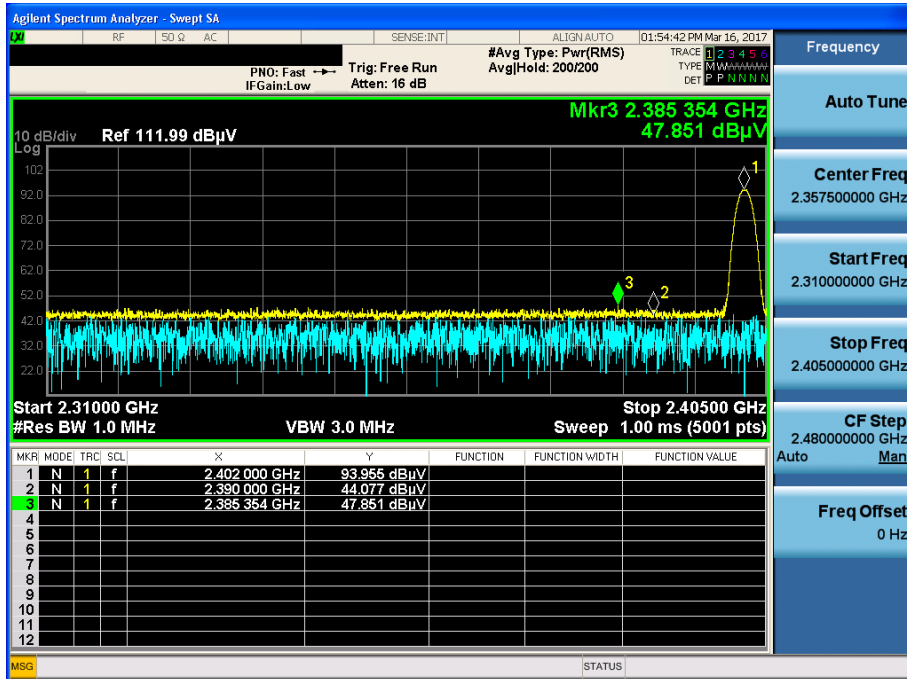 Agilent Spectrum Analyzer - Swept SA
LXI RF 50 Ω AC SENSE:INT ALIGN AUTO 01:54:42 PM Mar 16, 2017
PNO: Fast Trig: Free Run #Avg Type: Pwr(RMS) TRACE 1 2 3 4 5 6
IFGain:Low Atten: 16 dB Avg|Hold: 200/200 TYPE M W
DET P P N N N N
Mkr3 2.385 354 GHz
47.851 dBµV
10 dB/div Ref 111.99 dBµV
Log
102
92.0
82.0
72.0
62.0
52.0
42.0
32.0
22.0
1
3
2
Start 2.31000 GHz Stop 2.40500 GHz
#Res BW 1.0 MHz VBW 3.0 MHz Sweep 1.00 ms (5001 pts)
MKR MODE TRC SCL X Y FUNCTION FUNCTION WIDTH FUNCTION VALUE
1 N 1 f 2.402 000 GHz 93.955 dBµV
2 N 1 f 2.390 000 GHz 44.077 dBµV
3 N 1 f 2.385 354 GHz 47.851 dBµV
4
5
6
7
8
9
10
11
12
MSG STATUS
Frequency
Auto Tune
Center Freq
2.357500000 GHz
Start Freq
2.310000000 GHz
Stop Freq
2.405000000 GHz
CF Step
2.480000000 GHz
Auto Man
Freq Offset
0 Hz